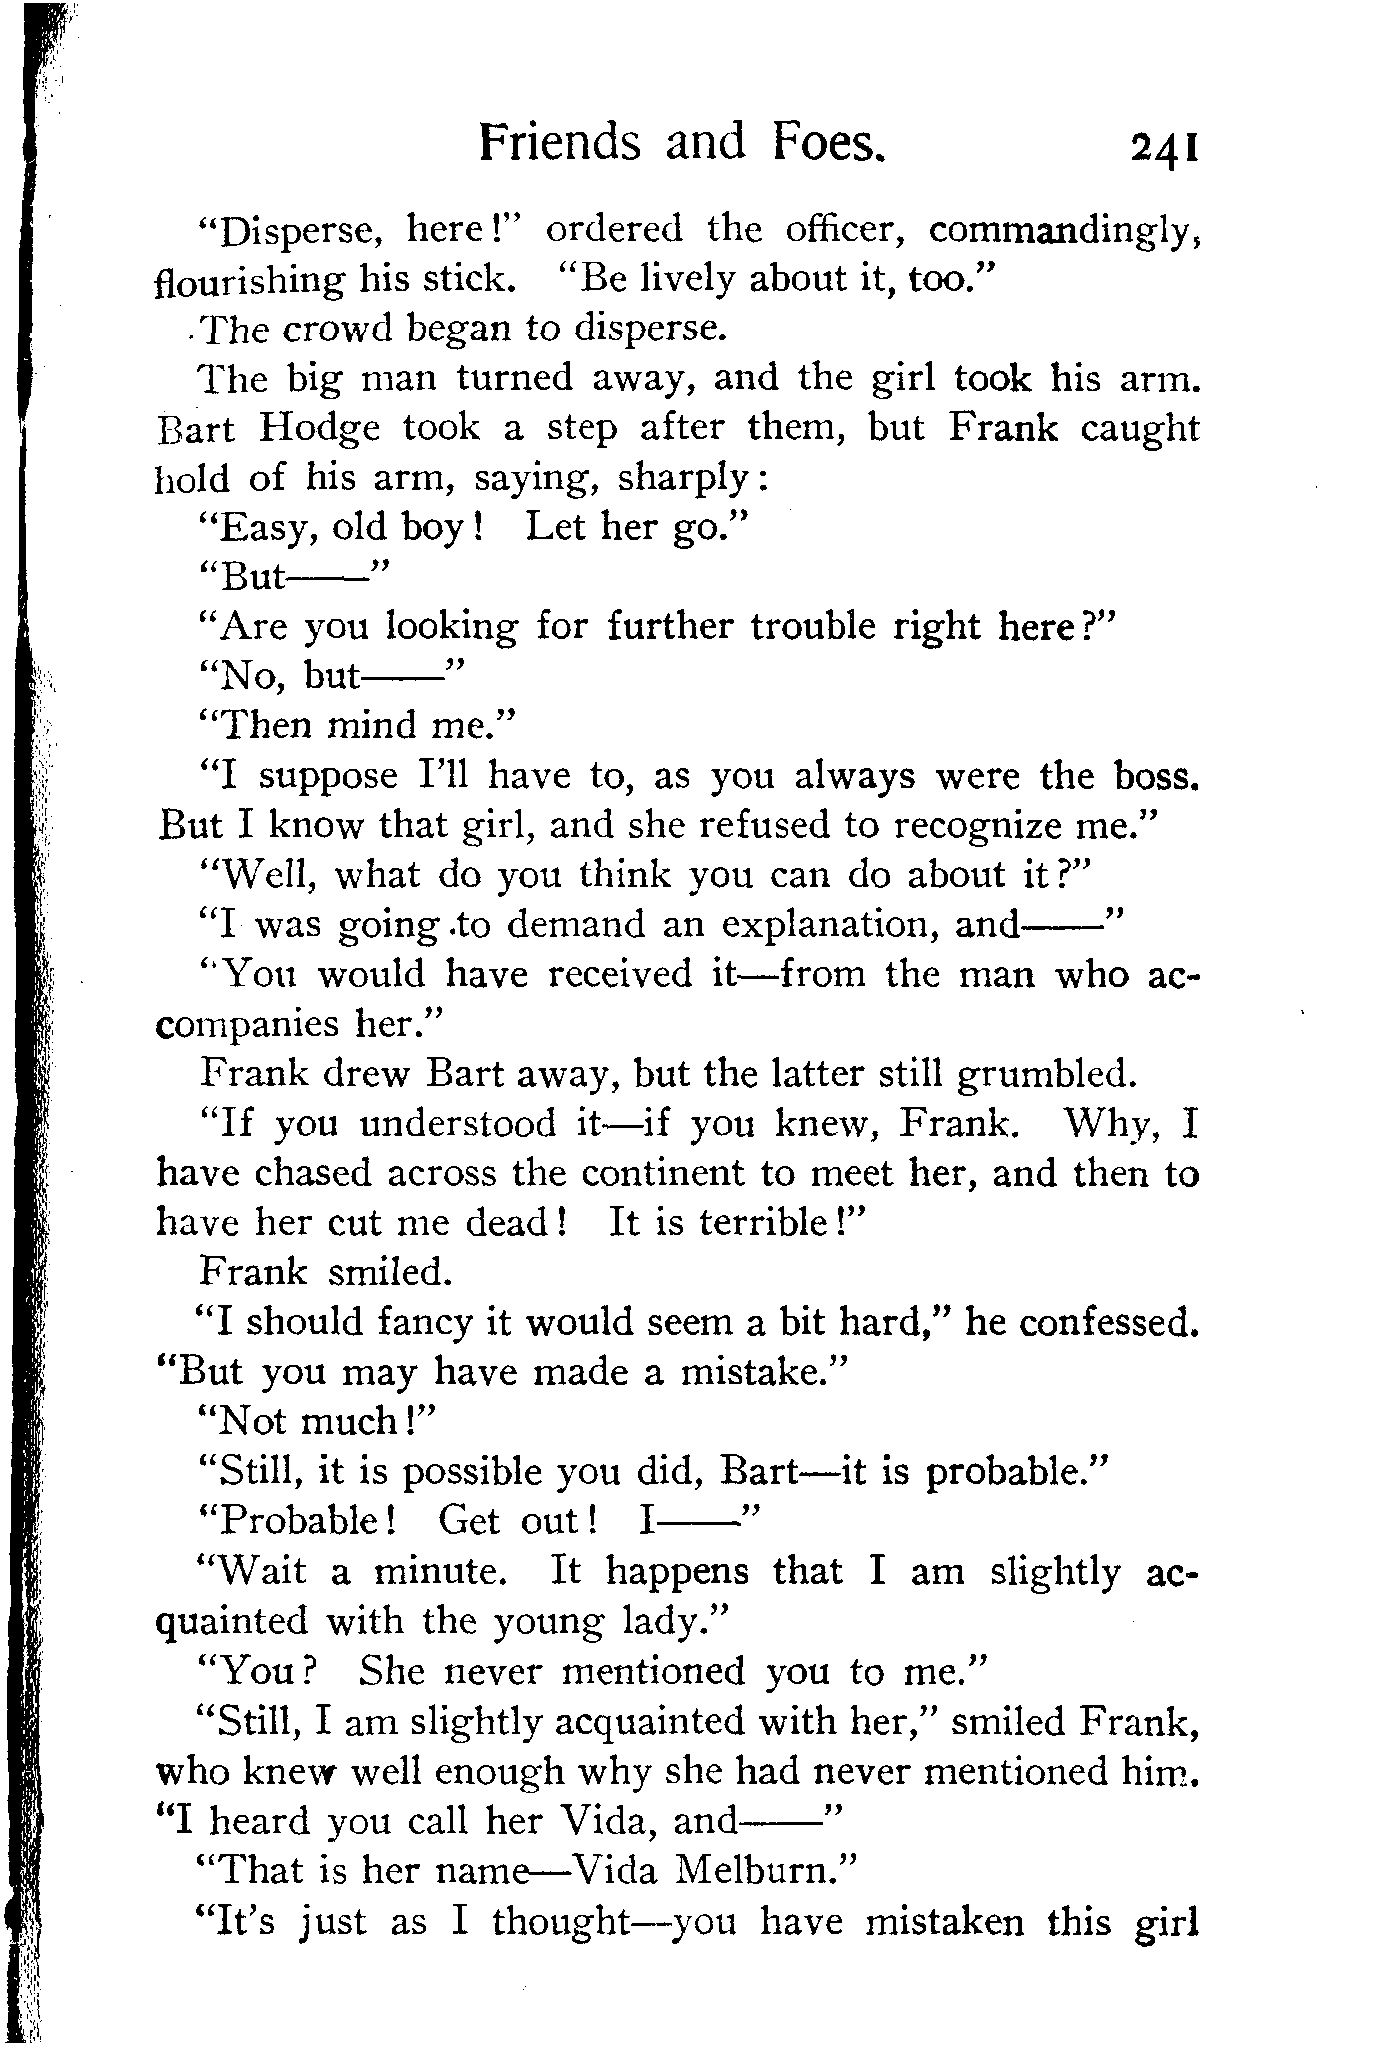 Friends and Foes. 241
“Disperse, here!” ordered the officer, commandingly,
flourishing his stick. “Be lively about it, too.”
The crowd began to disperse.
The big man turned away, and the girl took his arm.
Bart Hodge took a step after them, but Frank caught
hold of his arm, saying, sharply:
“Easy, old boy! Let her go.”
“But——”
“Are you looking for further trouble right here?”
“No, but——”
“Then mind me.”
“I suppose I’ll have to, as you always were the boss.
But I know that girl, and she refused to recognize me.”
“Well, what do you think you can do about it?”
“I was going to demand an explanation, and——”
“You would have received it—from the man who ac-
companies her.”
Frank drew Bart away, but the latter still grumbled.
“If you understood it—if you knew, Frank. Why, I
have chased across the continent to meet her, and then to
have her cut me dead! It is terrible!”
Frank smiled.
“I should fancy it would seem a bit hard,” he confessed.
“But you may have made a mistake.”
“Not much!”
“Still, it is possible you did, Bart—it is probable.”
“Probable! Get out! I——”
“Wait a minute. It happens that I am slightly ac-
quainted with the young lady.”
“You? She never mentioned you to me.”
“Still, I am slightly acquainted with her,” smiled Frank,
who knew well enough why she had never mentioned him.
“I heard you call her Vida, and——”
“That is her name—Vida Melburn.”
“It’s just as I thought—you have mistaken this girl